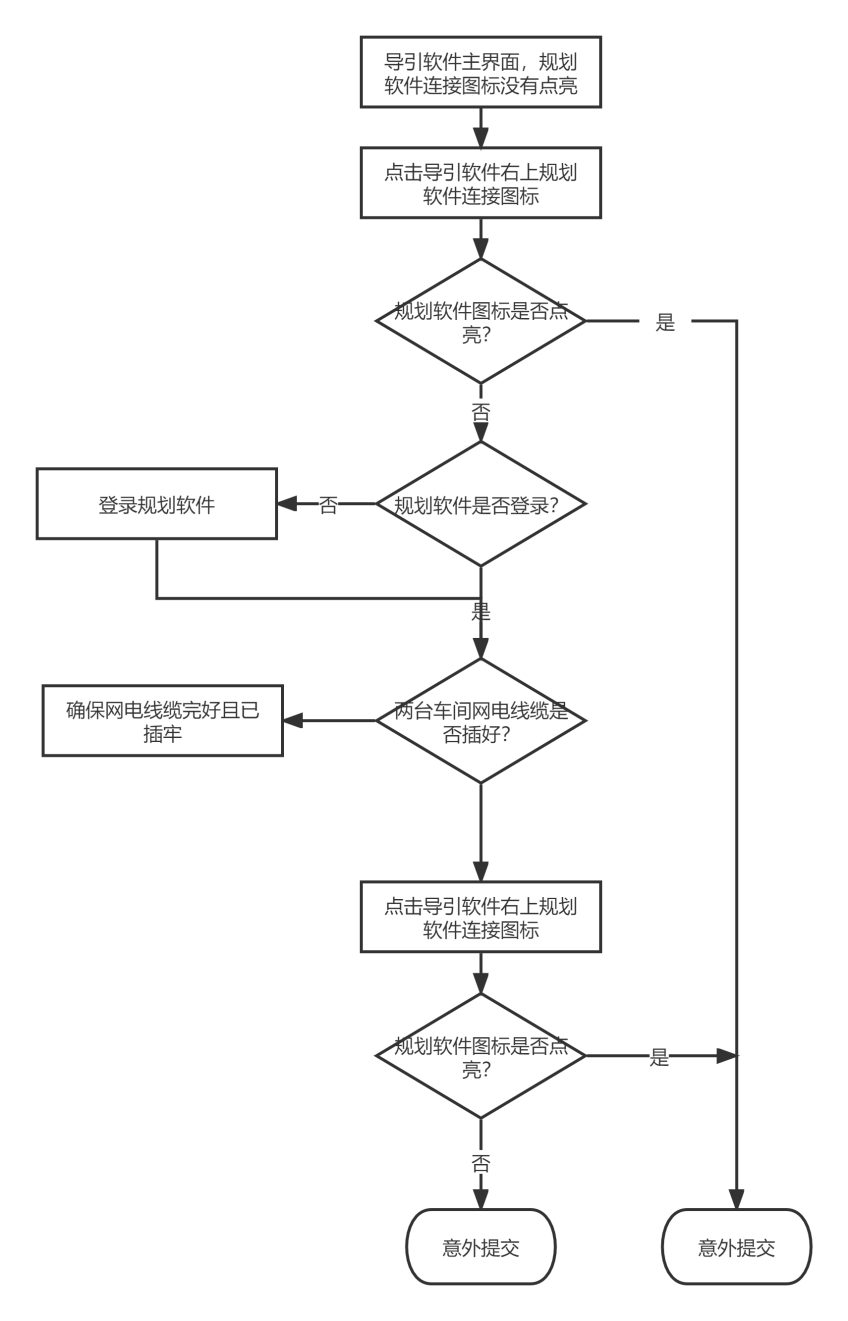 导引软件主界面，规划
软件连接图标没有点亮
点击导引软件右上规划
软件连接图标
规划软件图标是否点
亮？
是
否
规划软件是否登录？
否
登录规划软件
是
两台车间网电线缆是
否插好？
确保网电线缆完好且已
插牢
点击导引软件右上规划
软件连接图标
规划软件图标是否点
亮？
是
否
意外提交
意外提交